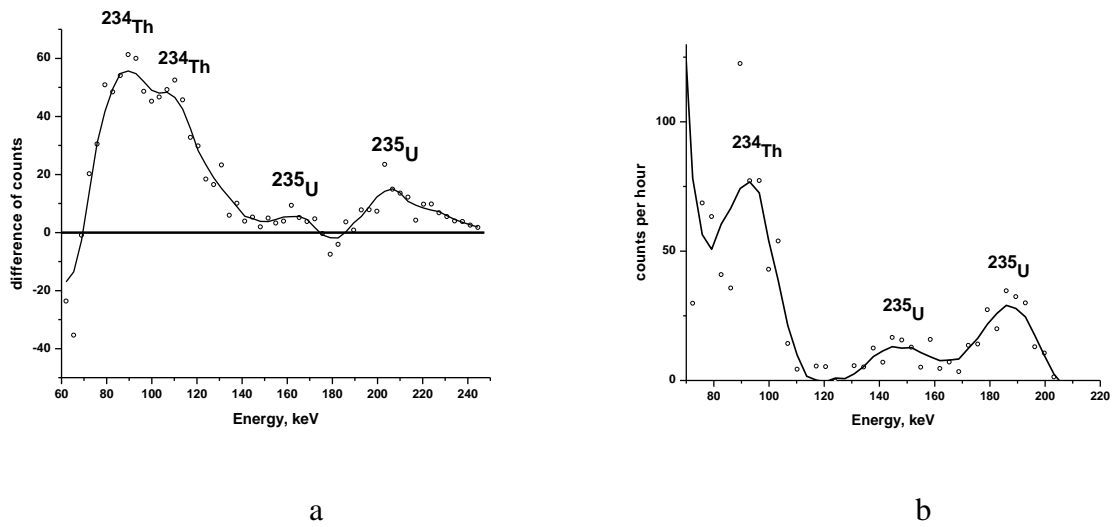 ²³⁴Th
²³⁴Th
²³⁵U
²³⁵U
difference of counts
60
40
20
0
-20
-40
60 80 100 120 140 160 180 200 220 240
Energy, keV
a
²³⁴Th
²³⁵U
²³⁵U
counts per hour
100
50
0
80 100 120 140 160 180 200 220
Energy, keV
b